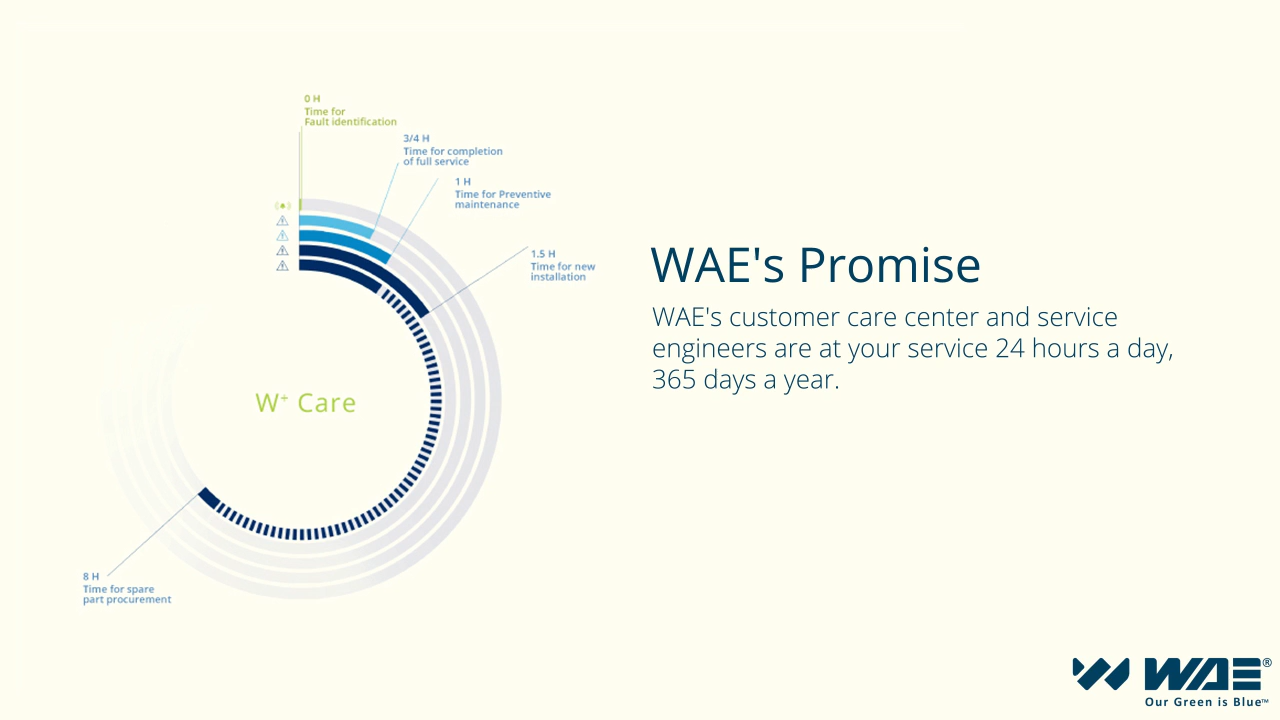 0 H
Time for
Fault identification
3/4 H
Time for completion
of full service
1 H
Time for Preventive
maintenance
1.5 H
Time for new
installation
W+ Care
8 H
Time for spare
part procurement
WAE's Promise
WAE's customer care center and service
engineers are at your service 24 hours a day,
365 days a year.
WAE®
Our Green is Blue™